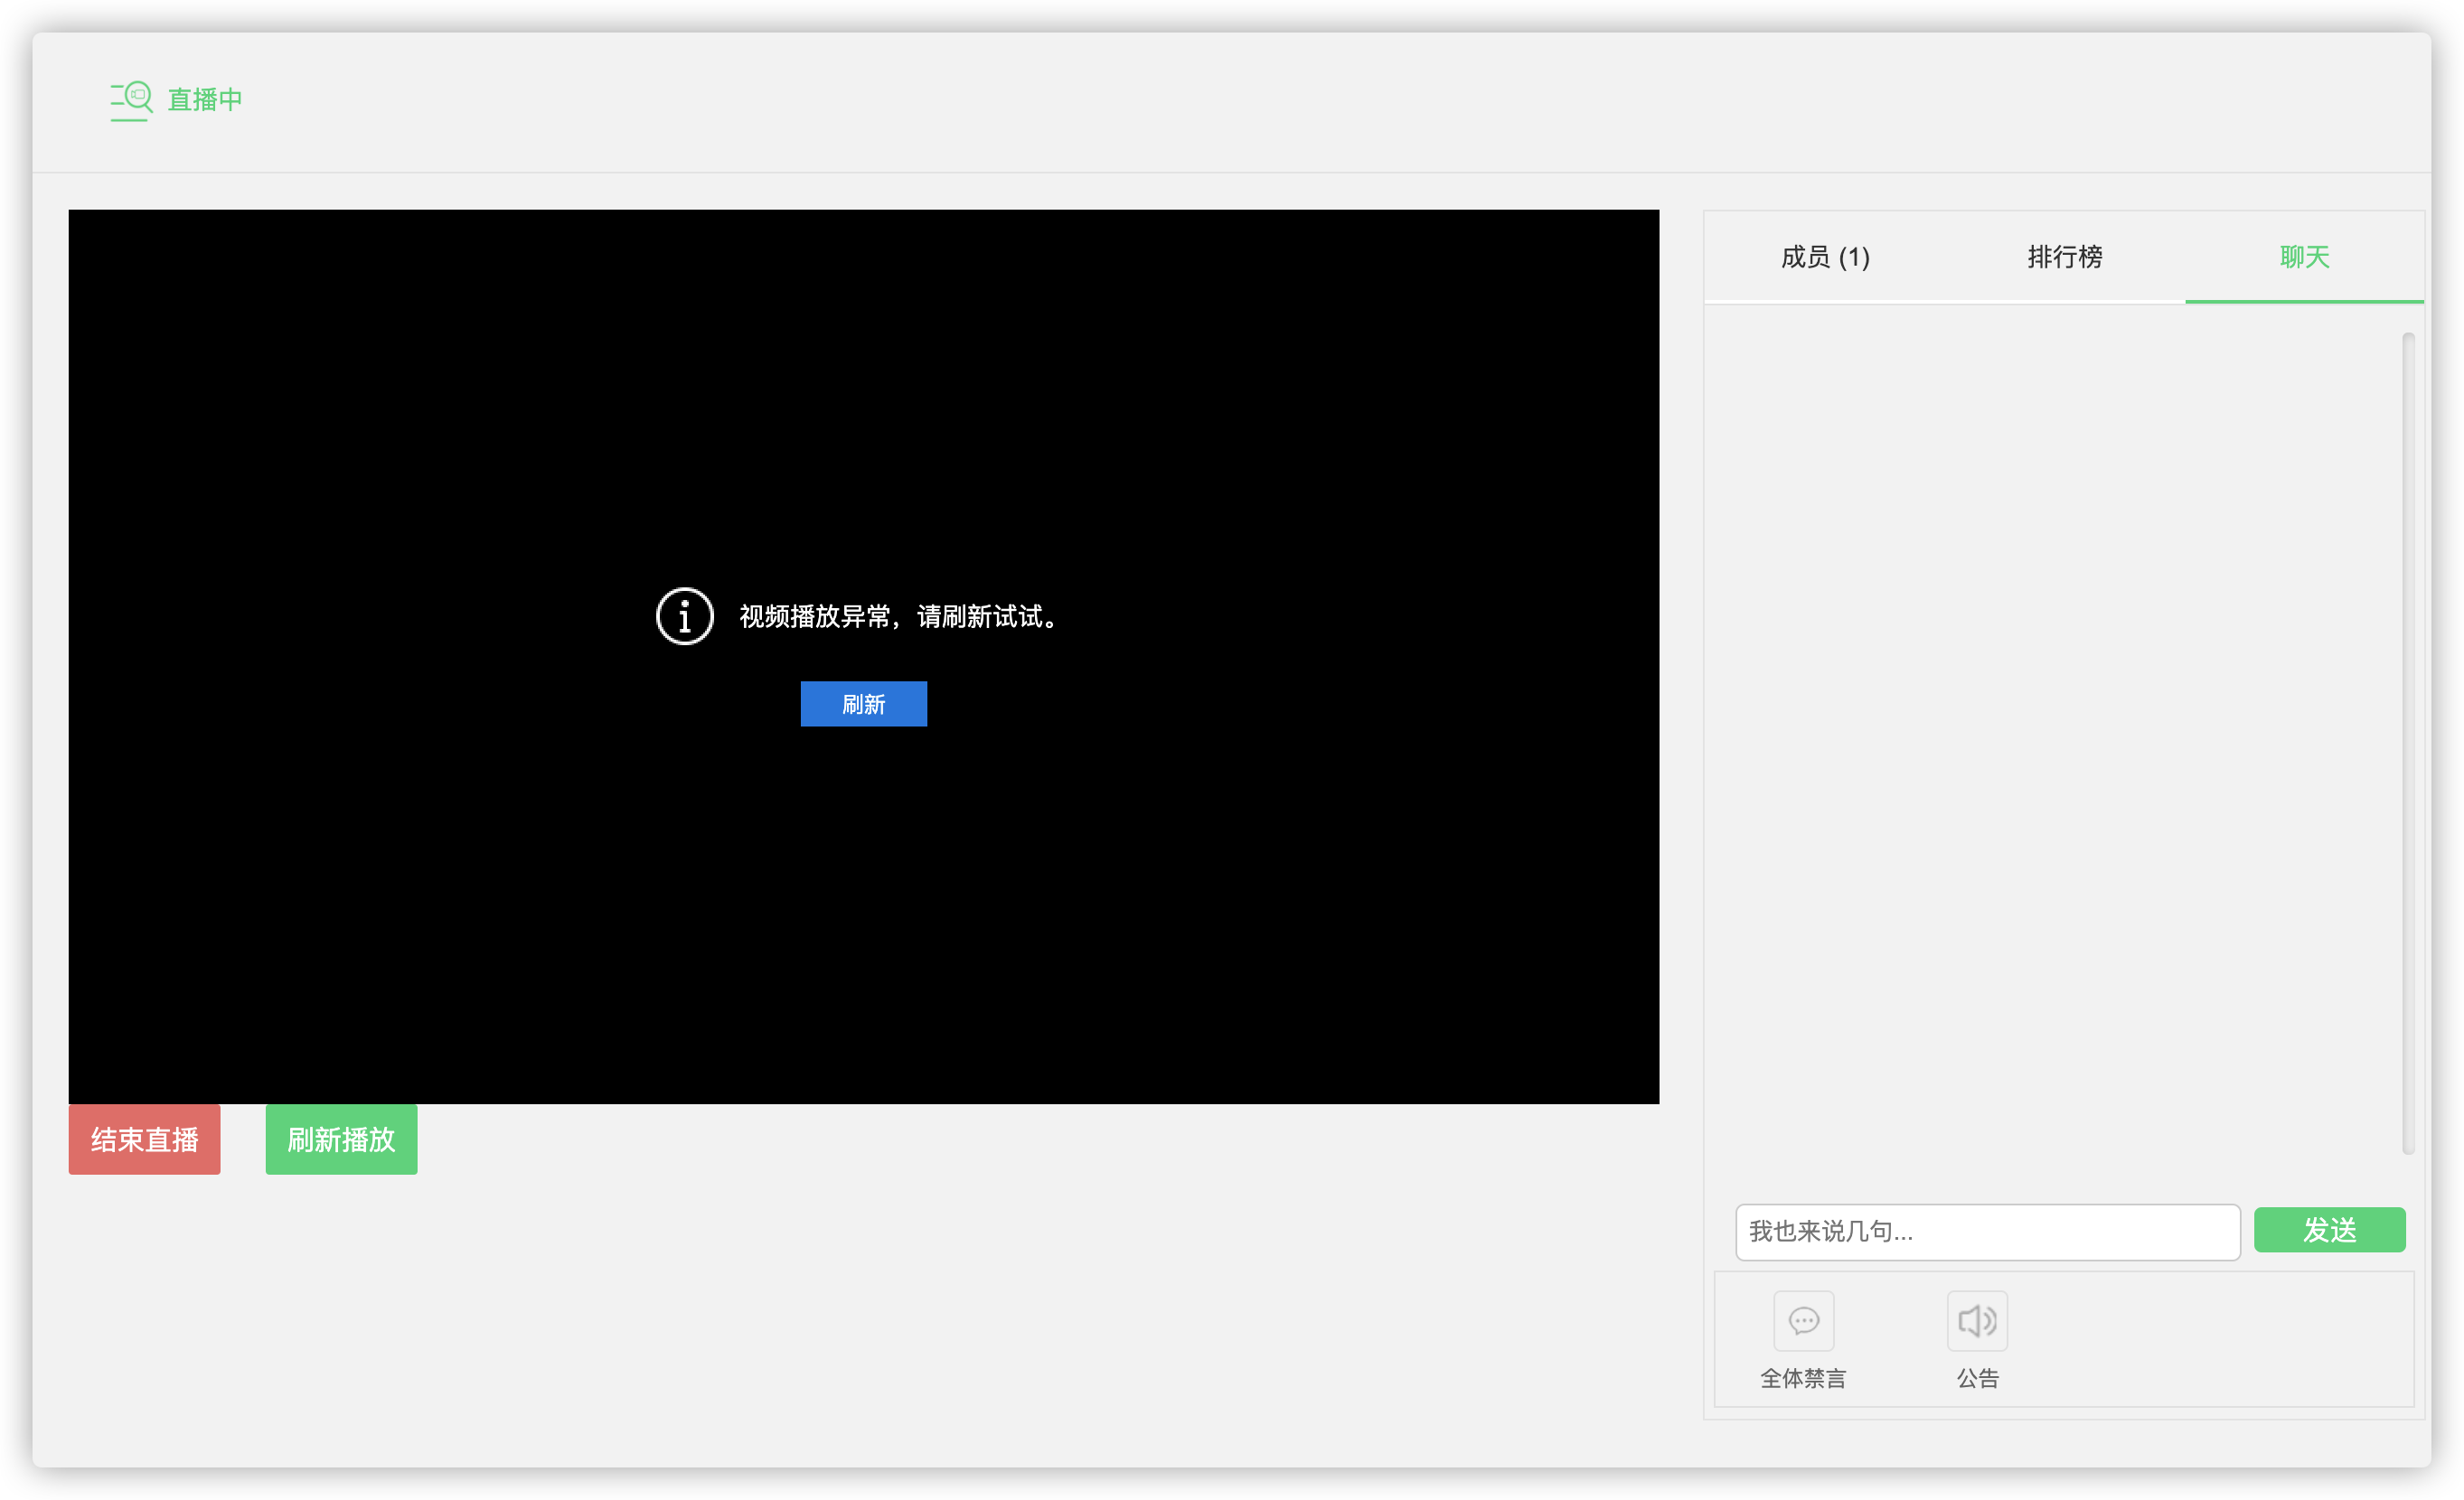 直播中
视频播放异常，请刷新试试。
刷新
结束直播
刷新播放
成员 (1)
排行榜
聊天
我也来说几句...
发送
全体禁言
公告